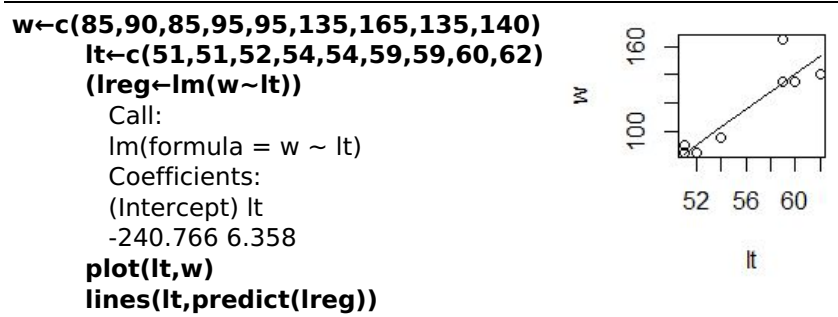 w←c(85,90,85,95,95,135,165,135,140)
lt←c(51,51,52,54,54,59,59,60,62)
(lreg←lm(w~lt))
Call:
lm(formula = w ~ lt)
Coefficients:
(Intercept) lt
-240.766 6.358
plot(lt,w)
lines(lt,predict(lreg))
160
w
100
52 56 60
lt